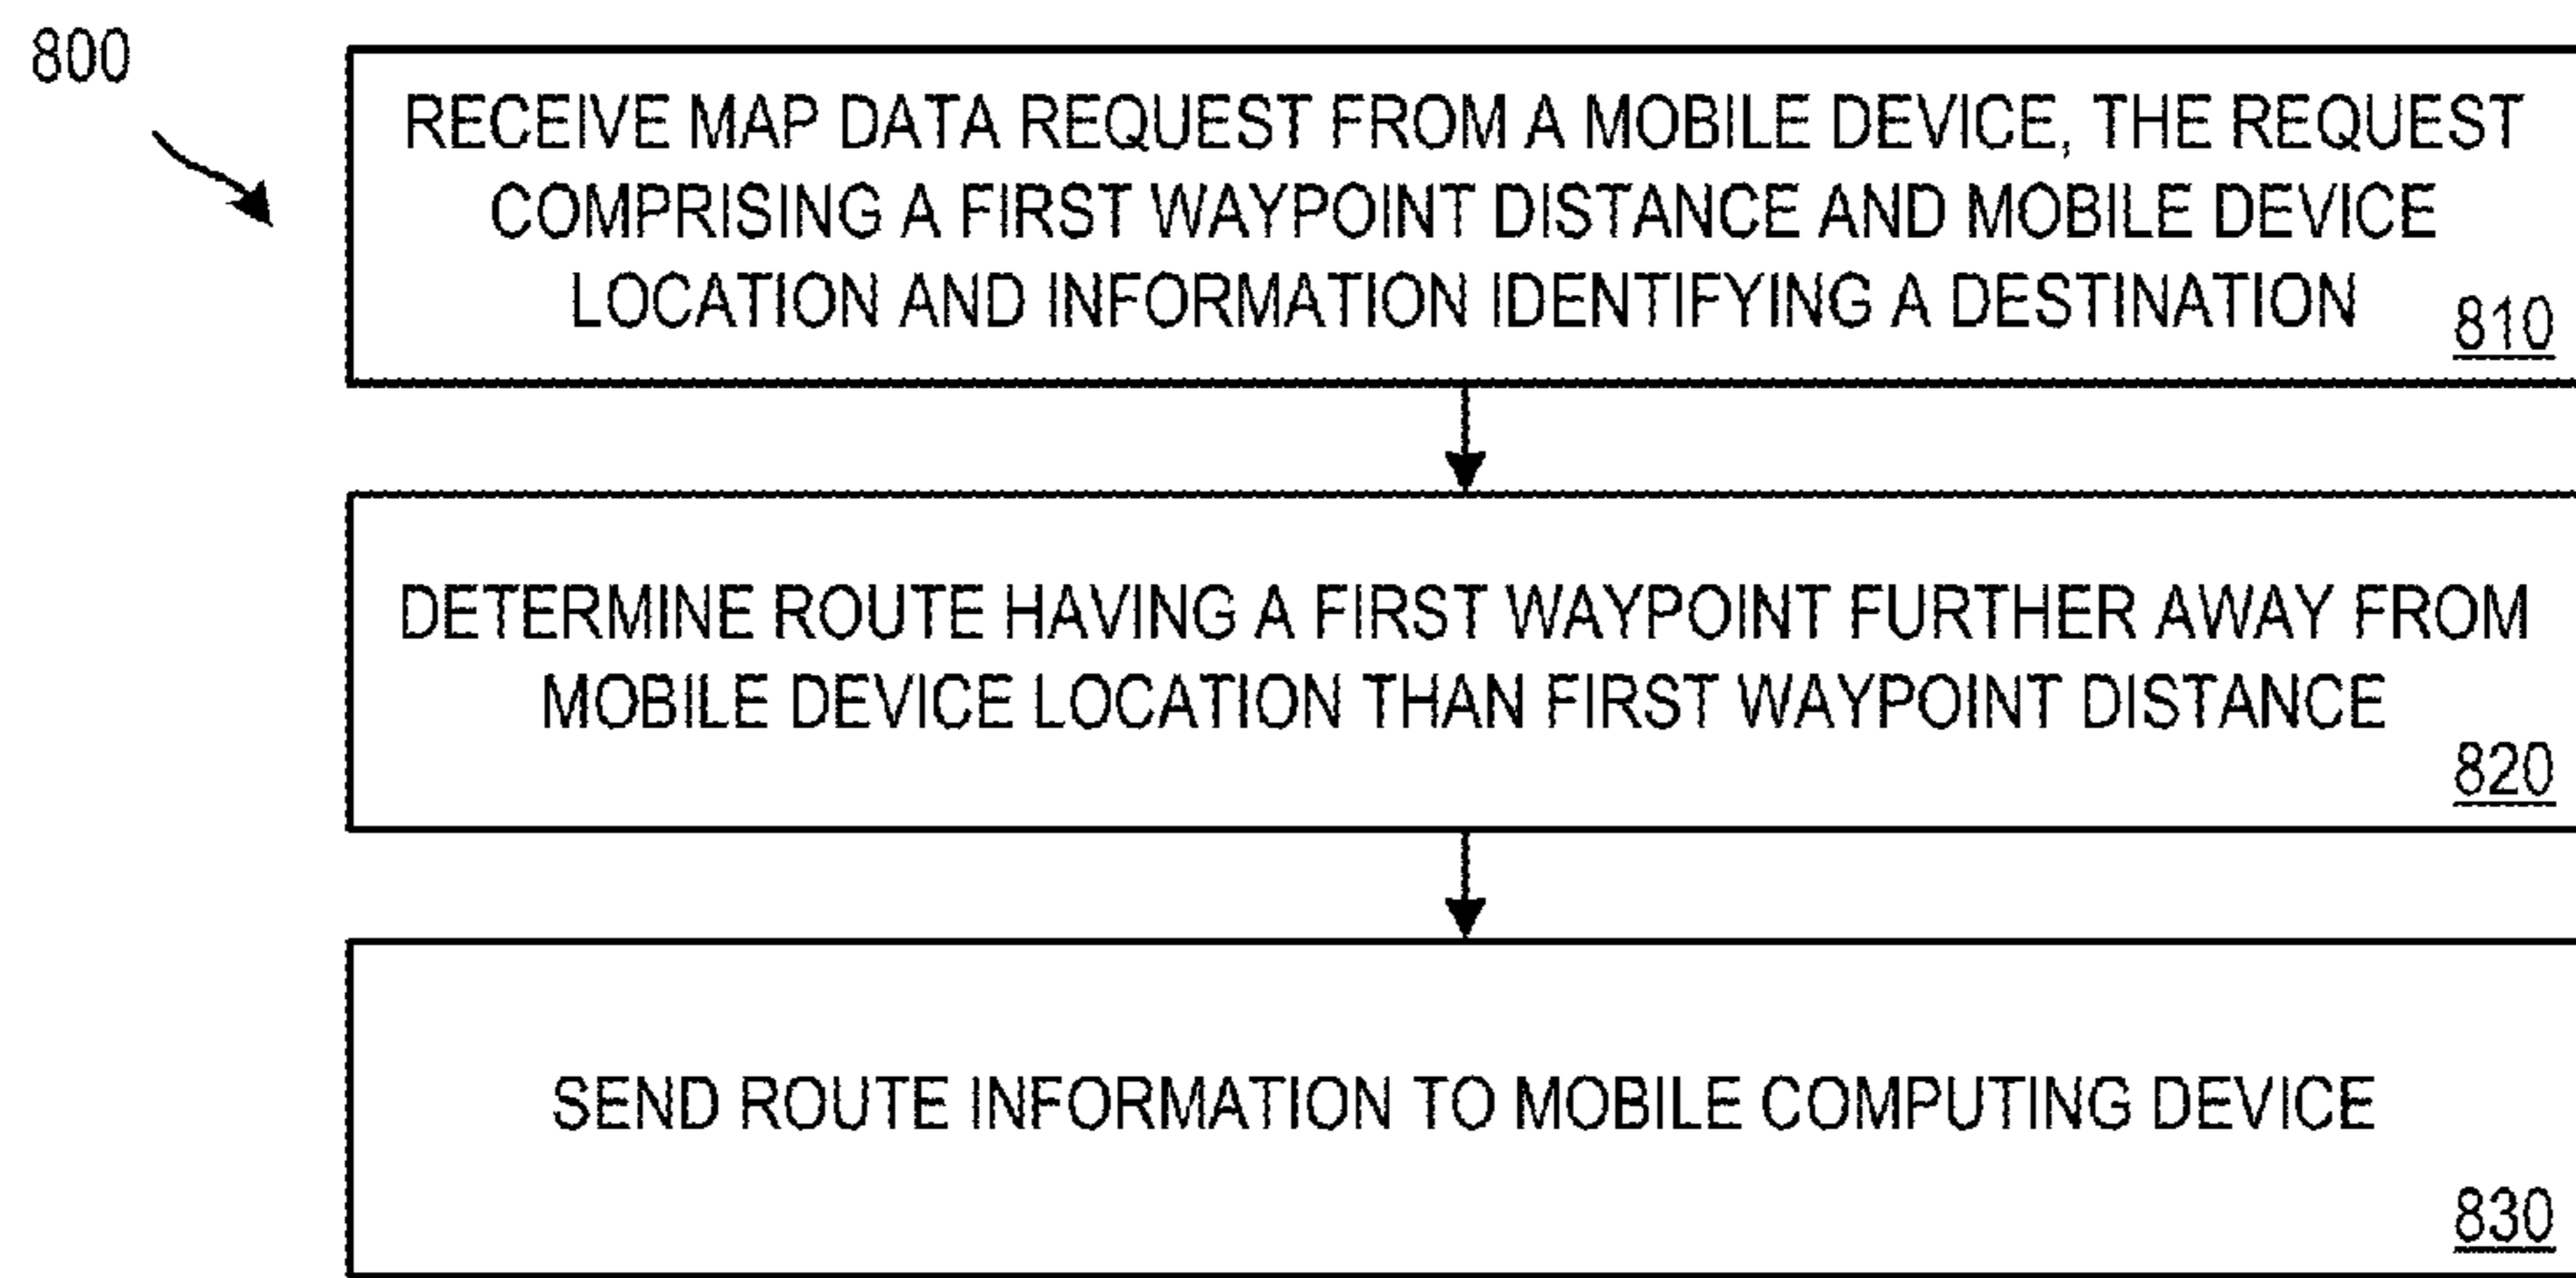 800
RECEIVE MAP DATA REQUEST FROM A MOBILE DEVICE, THE REQUEST
COMPRISING A FIRST WAYPOINT DISTANCE AND MOBILE DEVICE
LOCATION AND INFORMATION IDENTIFYING A DESTINATION
810
DETERMINE ROUTE HAVING A FIRST WAYPOINT FURTHER AWAY FROM
MOBILE DEVICE LOCATION THAN FIRST WAYPOINT DISTANCE
820
SEND ROUTE INFORMATION TO MOBILE COMPUTING DEVICE
830